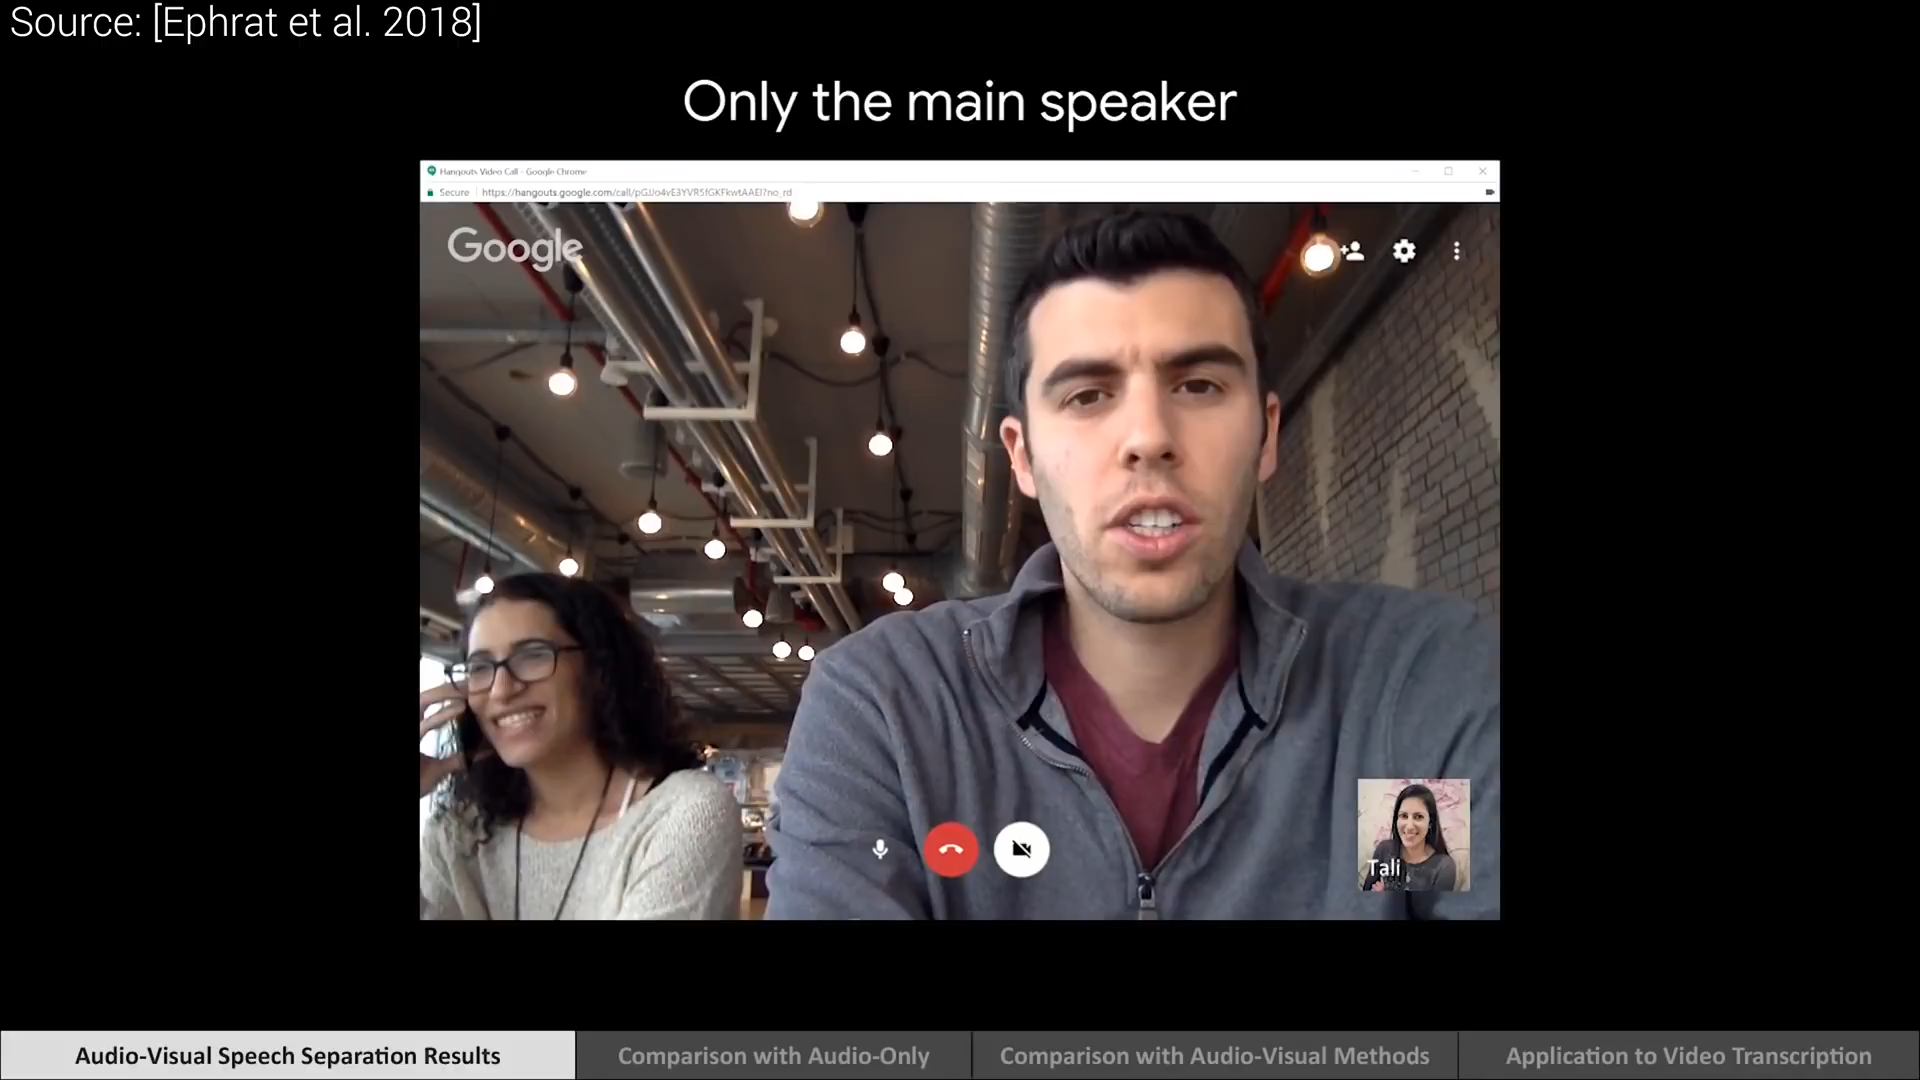 Source: [Ephrat et al. 2018]
Only the main speaker
Hangouts Video Call - Google Chrome
Secure
Google
Tali
Audio-Visual Speech Separation Results
Comparison with Audio-Only
Comparison with Audio-Visual Methods
Application to Video Transcription